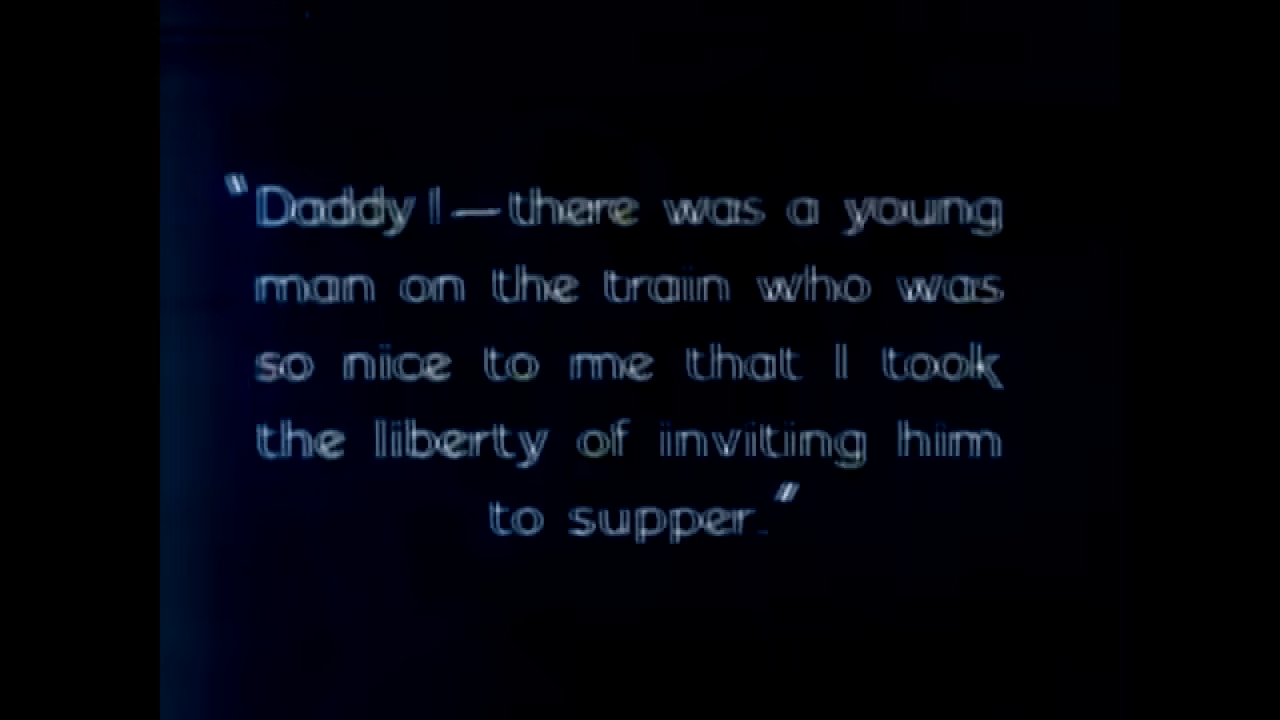 "Daddy I — there was a young
man on the train who was
so nice to me that I took
the liberty of inviting him
to supper."